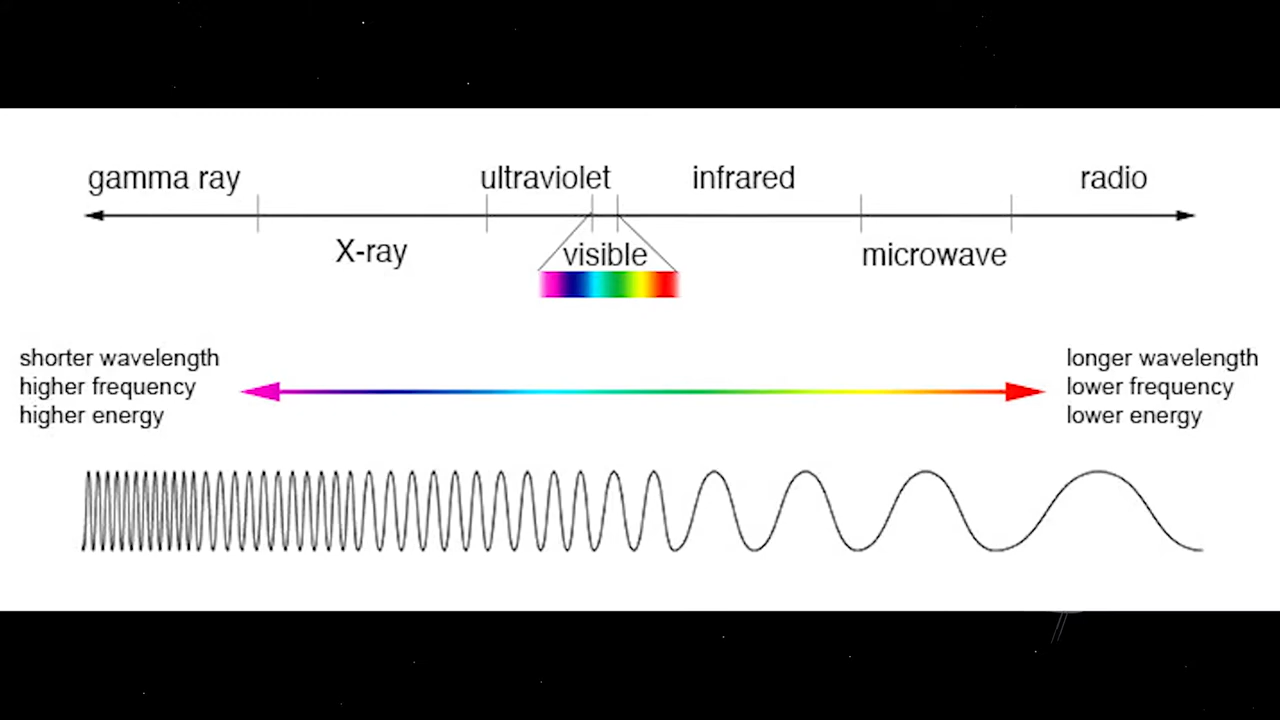 gamma ray
ultraviolet
infrared
radio
X-ray
visible
microwave
shorter wavelength
higher frequency
higher energy
longer wavelength
lower frequency
lower energy